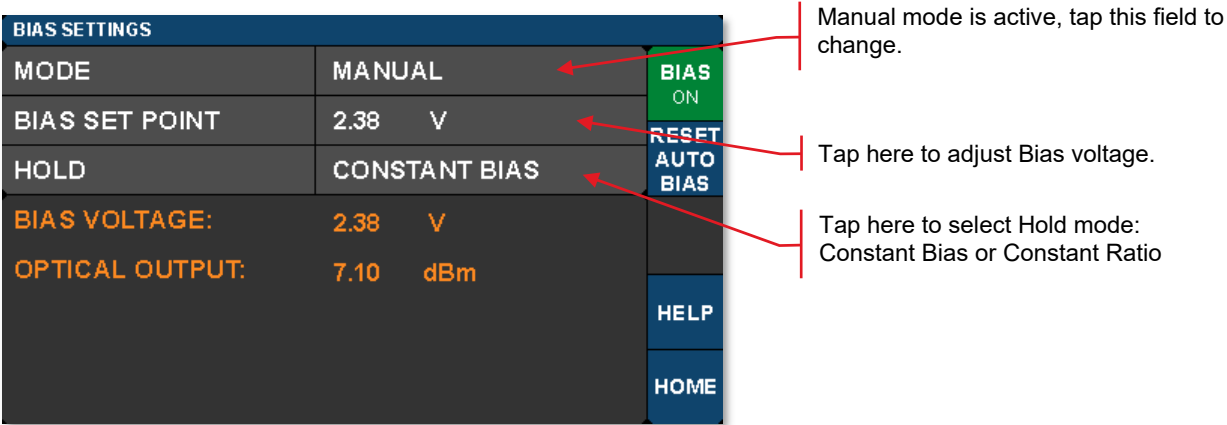 BIAS SETTINGS
MODE MANUAL
BIAS SET POINT 2.38 V
HOLD CONSTANT BIAS
BIAS VOLTAGE: 2.38 V
OPTICAL OUTPUT: 7.10 dBm
BIAS
ON
RESET
AUTO
BIAS
HELP
HOME
Manual mode is active, tap this field to
change.
Tap here to adjust Bias voltage.
Tap here to select Hold mode:
Constant Bias or Constant Ratio